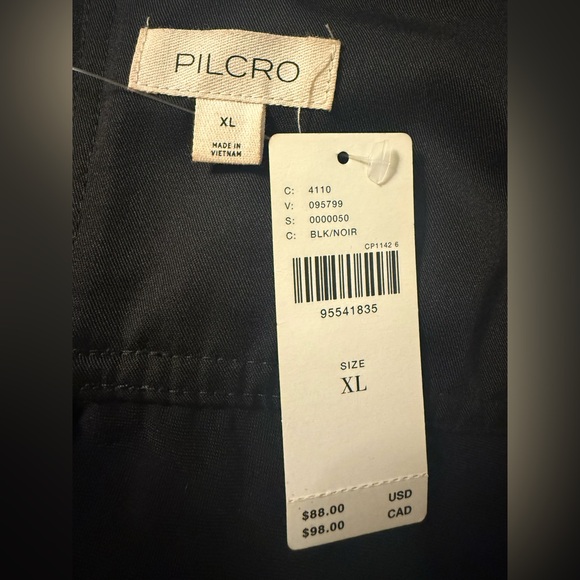 PILCRO
XL
MADE IN
VIETNAM
C: 4110
V: 095799
S: 0000050
C: BLK/NOIR
CP1142 6
95541835
SIZE
XL
$88.00 USD
$98.00 CAD